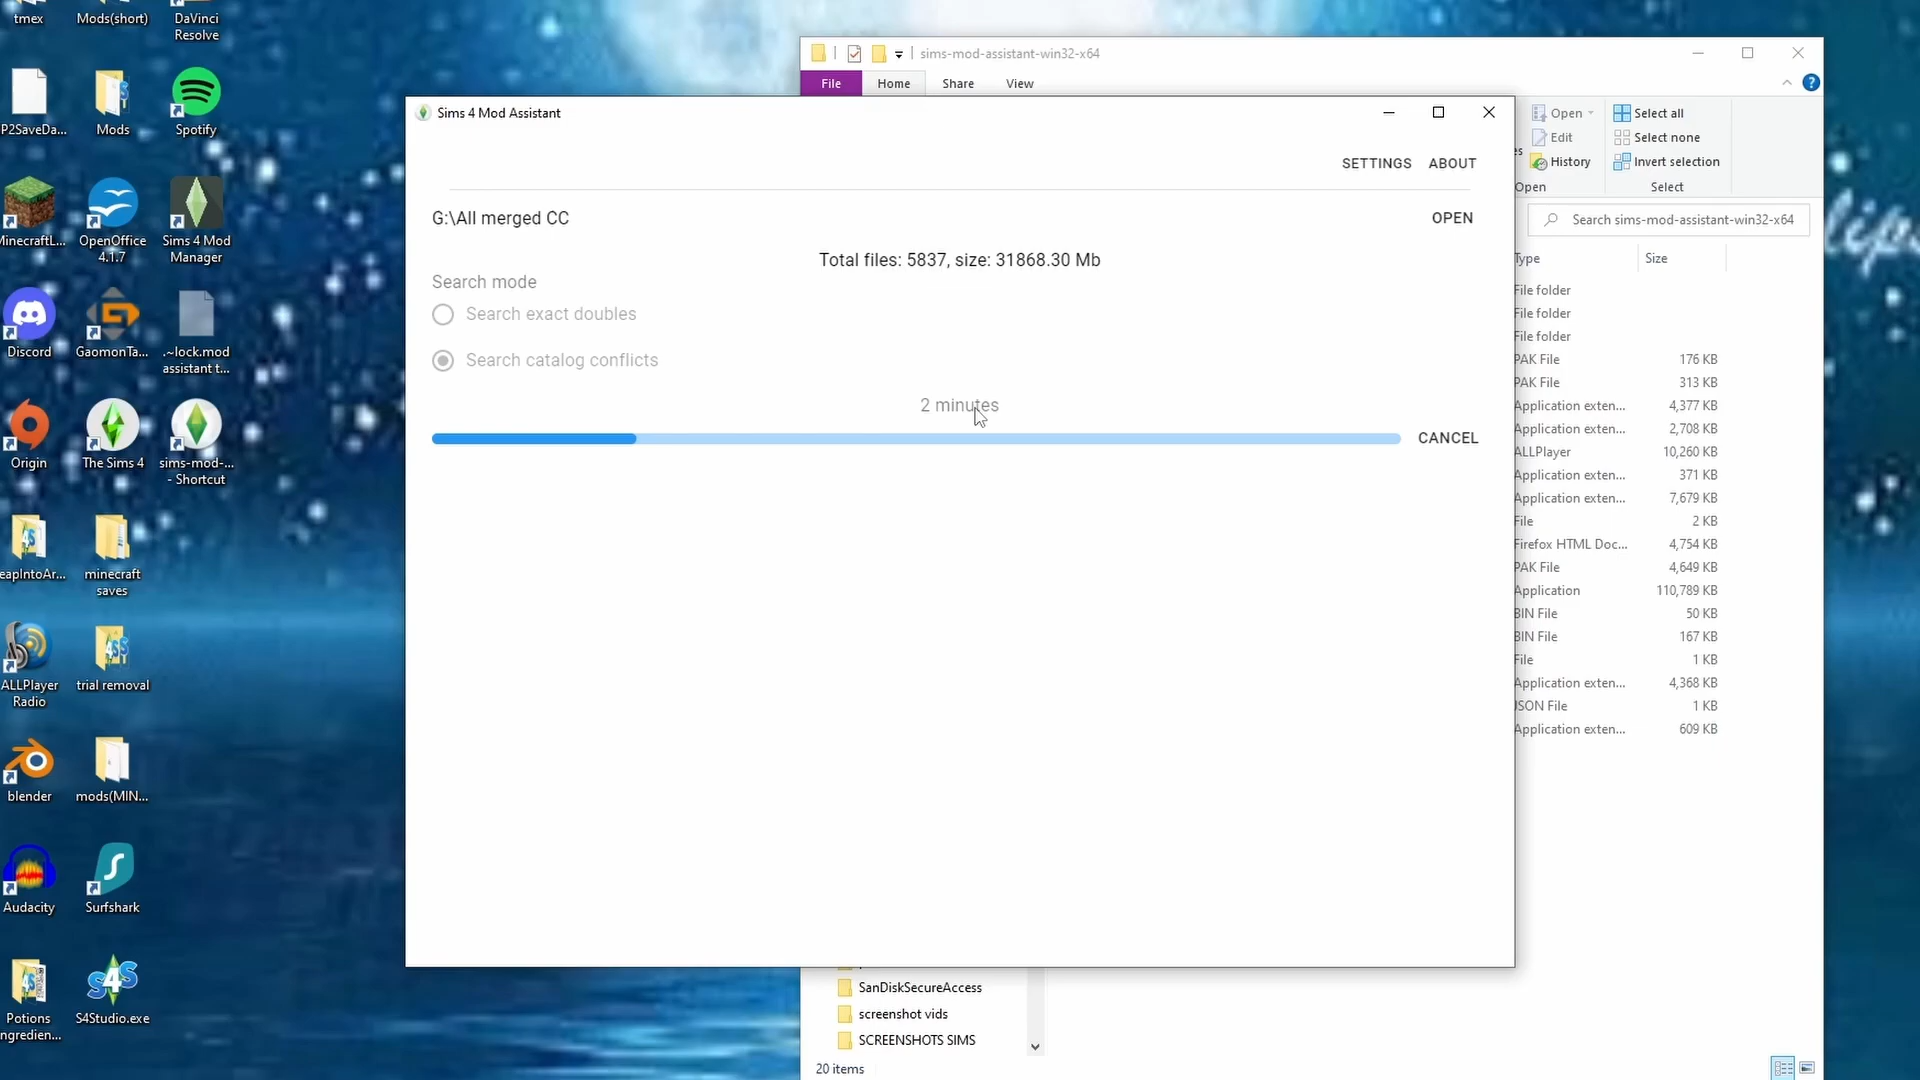 tmex
Mods(short)
DaVinci
Resolve
P2SaveDa...
Mods
Spotify
MinecraftL...
OpenOffice
4.1.7
Sims 4 Mod
Manager
Discord
GaomonTa...
.~lock.mod
assistant t...
Origin
The Sims 4
sims-mod-...
- Shortcut
eapIntoAr...
minecraft
saves
ALLPlayer
Radio
trial removal
blender
mods(MIN...
Audacity
Surfshark
Potions
ngredien...
S4Studio.exe
sims-mod-assistant-win32-x64
File
Home
Share
View
Sims 4 Mod Assistant
SETTINGS
ABOUT
G:\All merged CC
OPEN
Total files: 5837, size: 31868.30 Mb
Search mode
Search exact doubles
Search catalog conflicts
2 minutes
CANCEL
Open
Edit
History
Open
Select all
Select none
Invert selection
Select
Search sims-mod-assistant-win32-x64
Type Size
File folder
File folder
File folder
PAK File 176 KB
PAK File 313 KB
Application exten... 4,377 KB
Application exten... 2,708 KB
ALLPlayer 10,260 KB
Application exten... 371 KB
Application exten... 7,679 KB
File 2 KB
Firefox HTML Doc... 4,754 KB
PAK File 4,649 KB
Application 110,789 KB
BIN File 50 KB
BIN File 167 KB
File 1 KB
Application exten... 4,368 KB
JSON File 1 KB
Application exten... 609 KB
SanDiskSecureAccess
screenshot vids
SCREENSHOTS SIMS
20 items